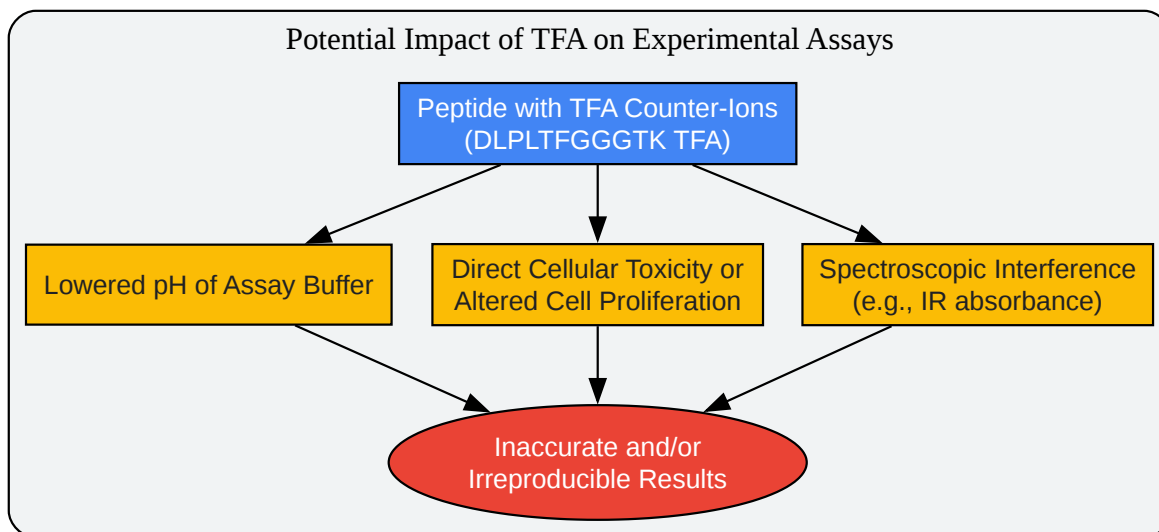 Potential Impact of TFA on Experimental Assays
Peptide with TFA Counter-Ions
(DLPLTFGGGTK TFA)
Lowered pH of Assay Buffer
Direct Cellular Toxicity or
Altered Cell Proliferation
Spectroscopic Interference
(e.g., IR absorbance)
Inaccurate and/or
Irreproducible Results